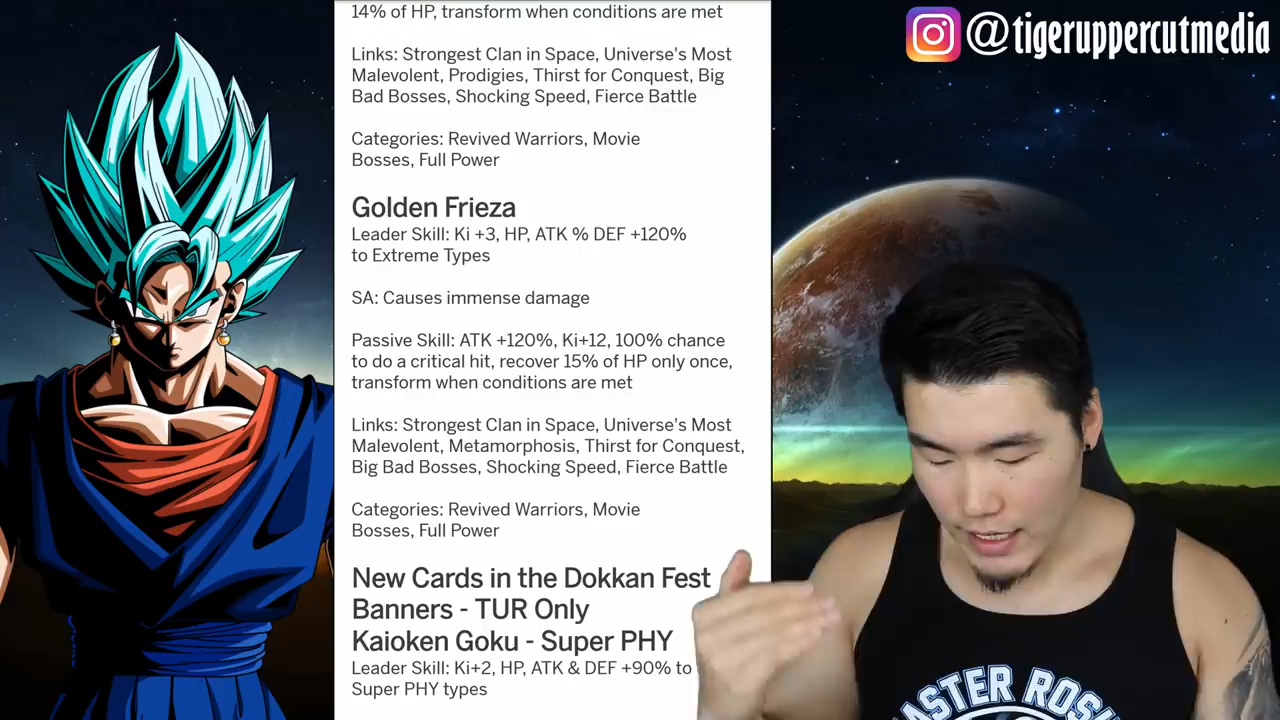 @tigeruppercutmedia
14% of HP, transform when conditions are met
Links: Strongest Clan in Space, Universe's Most
Malevolent, Prodigies, Thirst for Conquest, Big
Bad Bosses, Shocking Speed, Fierce Battle
Categories: Revived Warriors, Movie
Bosses, Full Power
Golden Frieza
Leader Skill: Ki +3, HP, ATK % DEF +120%
to Extreme Types
SA: Causes immense damage
Passive Skill: ATK +120%, Ki+12, 100% chance
to do a critical hit, recover 15% of HP only once,
transform when conditions are met
Links: Strongest Clan in Space, Universe's Most
Malevolent, Metamorphosis, Thirst for Conquest,
Big Bad Bosses, Shocking Speed, Fierce Battle
Categories: Revived Warriors, Movie
Bosses, Full Power
New Cards in the Dokkan Fest
Banners - TUR Only
Kaioken Goku - Super PHY
Leader Skill: Ki+2, HP, ATK & DEF +90% to
Super PHY types